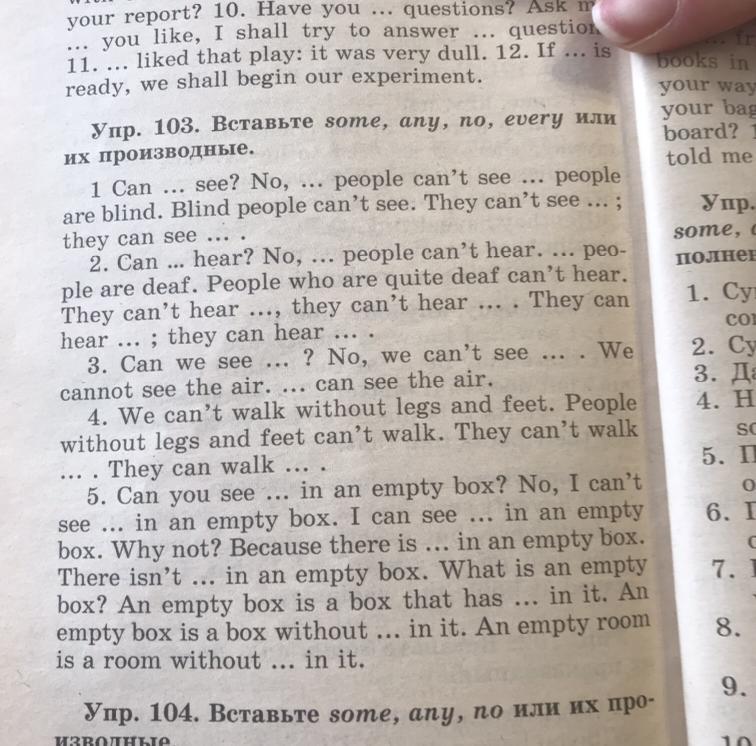 your report? 10. Have you ... questions? Ask
... you like, I shall try to answer ... question
11. ... liked that play: it was very dull. 12. If ... is
ready, we shall begin our experiment.
Упр. 103. Вставьте some, any, no, every или
их производные.
1 Can ... see? No, ... people can't see ... people
are blind. Blind people can't see. They can't see ... ;
they can see ... .
2. Can ... hear? No, ... people can't hear. ... peo-
ple are deaf. People who are quite deaf can't hear.
They can't hear ..., they can't hear ... . They can
hear ... ; they can hear ... .
3. Can we see ... ? No, we can't see ... . We
cannot see the air. ... can see the air.
4. We can't walk without legs and feet. People
without legs and feet can't walk. They can't walk
... . They can walk ... .
5. Can you see ... in an empty box? No, I can't
see ... in an empty box. I can see ... in an empty
box. Why not? Because there is ... in an empty box.
There isn't ... in an empty box. What is an empty
box? An empty box is a box that has ... in it. An
empty box is a box without ... in it. An empty room
is a room without ... in it.
Упр. 104. Вставьте some, any, no или их про-
изводные
books in
your way
your bag
board?
told me
Упр.
some,
1.
2.
3.
4.
5.
6.
7.
8.
9.
10